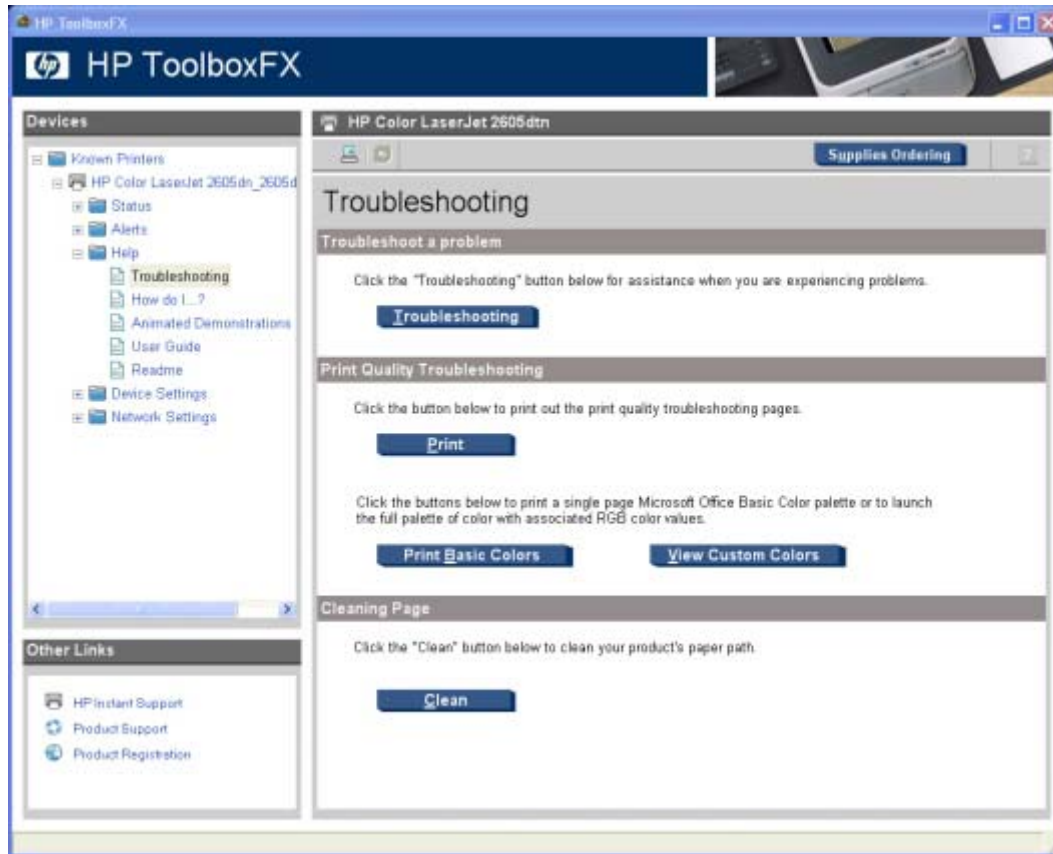 HP ToolboxFX
hp HP ToolboxFX
Devices
Known Printers
HP Color LaserJet 2605dn_2605d
Status
Alerts
Help
Troubleshooting
How do I...?
Animated Demonstrations
User Guide
Readme
Device Settings
Network Settings
Other Links
HP Instant Support
Product Support
Product Registration
HP Color LaserJet 2605dtn
Supplies Ordering
?
Troubleshooting
Troubleshoot a problem
Click the "Troubleshooting" button below for assistance when you are experiencing problems.
Troubleshooting
Print Quality Troubleshooting
Click the button below to print out the print quality troubleshooting pages.
Print
Click the buttons below to print a single page Microsoft Office Basic Color palette or to launch
the full palette of color with associated RGB color values.
Print Basic Colors
View Custom Colors
Cleaning Page
Click the "Clean" button below to clean your product's paper path.
Clean